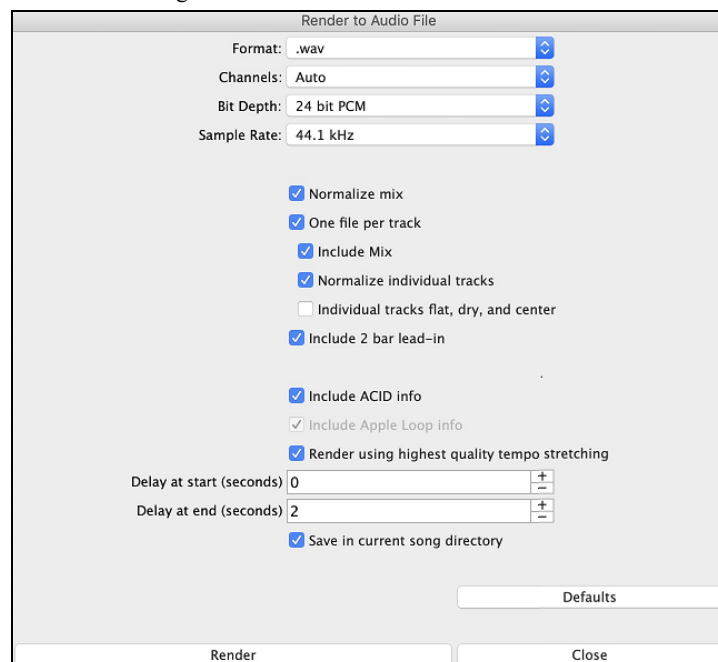 Render to Audio File
Format: .wav
Channels: Auto
Bit Depth: 24 bit PCM
Sample Rate: 44.1 kHz
Normalize mix
One file per track
Include Mix
Normalize individual tracks
Individual tracks flat, dry, and center
Include 2 bar lead-in
.
Include ACID info
Include Apple Loop info
Render using highest quality tempo stretching
Delay at start (seconds) 0 + −
Delay at end (seconds) 2 + −
Save in current song directory
Defaults
Render Close